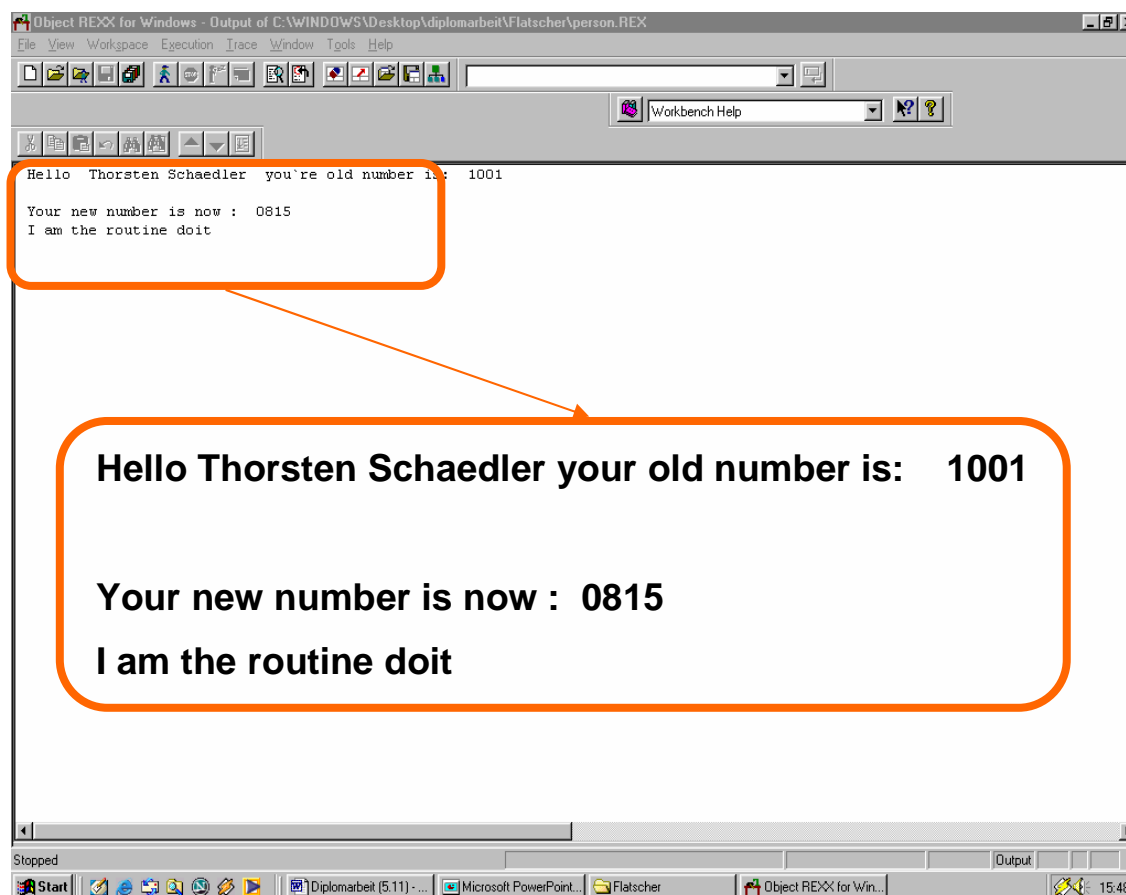 Object REXX for Windows - Output of C:\WINDOWS\Desktop\diplomarbeit\Flatscher\person.REX
File View Workspace Execution Trace Window Tools Help
Workbench Help
Hello Thorsten Schaedler you`re old number is: 1001
Your new number is now : 0815
I am the routine doit
Hello Thorsten Schaedler your old number is: 1001
Your new number is now : 0815
I am the routine doit
Stopped Output
Start Diplomarbeit (5.11) - ... Microsoft PowerPoint... Flatscher Object REXX for Win... 15:48